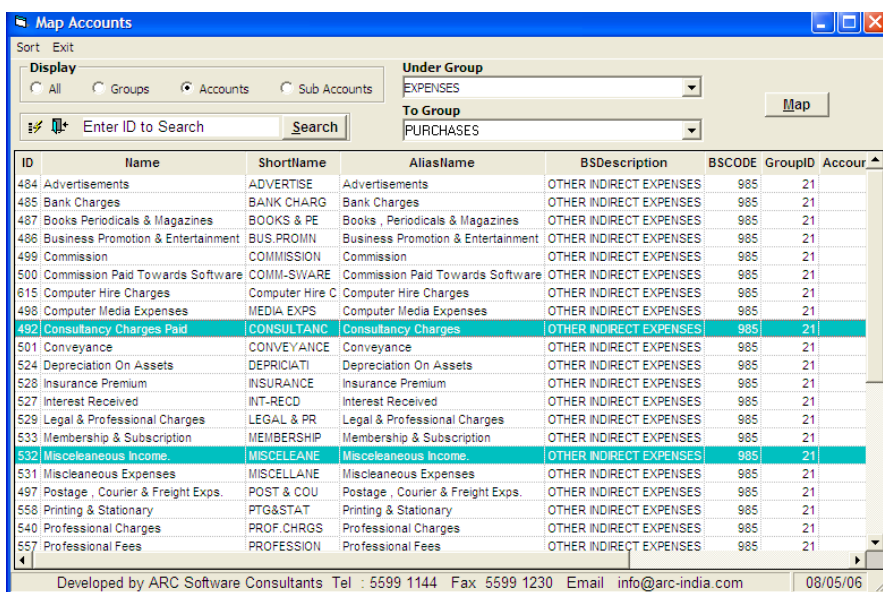 Map Accounts
Sort Exit
Display
All Groups Accounts Sub Accounts
Under Group
EXPENSES
To Group
PURCHASES
Map
Enter ID to Search Search
ID Name ShortName AliasName BSDescription BSCODE GroupID Accour
484 Advertisements ADVERTISE Advertisements OTHER INDIRECT EXPENSES 985 21
485 Bank Charges BANK CHARG Bank Charges OTHER INDIRECT EXPENSES 985 21
487 Books Periodicals & Magazines BOOKS & PE Books , Periodicals & Magazines OTHER INDIRECT EXPENSES 985 21
486 Business Promotion & Entertainment BUS.PROMN Business Promotion & Entertainment OTHER INDIRECT EXPENSES 985 21
499 Commission COMMISSION Commission OTHER INDIRECT EXPENSES 985 21
500 Commission Paid Towards Software COMM-SWARE Commission Paid Towards Software OTHER INDIRECT EXPENSES 985 21
615 Computer Hire Charges Computer Hire C Computer Hire Charges OTHER INDIRECT EXPENSES 985 21
498 Computer Media Expenses MEDIA EXPS Computer Media Expenses OTHER INDIRECT EXPENSES 985 21
492 Consultancy Charges Paid CONSULTANC Consultancy Charges OTHER INDIRECT EXPENSES 985 21
501 Conveyance CONVEYANCE Conveyance OTHER INDIRECT EXPENSES 985 21
524 Depreciation On Assets DEPRICIATI Depreciation On Assets OTHER INDIRECT EXPENSES 985 21
528 Insurance Premium INSURANCE Insurance Premium OTHER INDIRECT EXPENSES 985 21
527 Interest Received INT-RECD Interest Received OTHER INDIRECT EXPENSES 985 21
529 Legal & Professional Charges LEGAL & PR Legal & Professional Charges OTHER INDIRECT EXPENSES 985 21
533 Membership & Subscription MEMBERSHIP Membership & Subscription OTHER INDIRECT EXPENSES 985 21
532 Misceleaneous Income. MISCELEANE Misceleaneous Income. OTHER INDIRECT EXPENSES 985 21
531 Miscleaneous Expenses MISCELLANE Miscleaneous Expenses OTHER INDIRECT EXPENSES 985 21
497 Postage , Courier & Freight Exps. POST & COU Postage , Courier & Freight Exps. OTHER INDIRECT EXPENSES 985 21
558 Printing & Stationary PTG&STAT Printing & Stationary OTHER INDIRECT EXPENSES 985 21
540 Professional Charges PROF.CHRGS Professional Charges OTHER INDIRECT EXPENSES 985 21
557 Professional Fees PROFESSION Professional Fees OTHER INDIRECT EXPENSES 985 21
Developed by ARC Software Consultants Tel : 5599 1144 Fax 5599 1230 Email info@arc-india.com 08/05/06